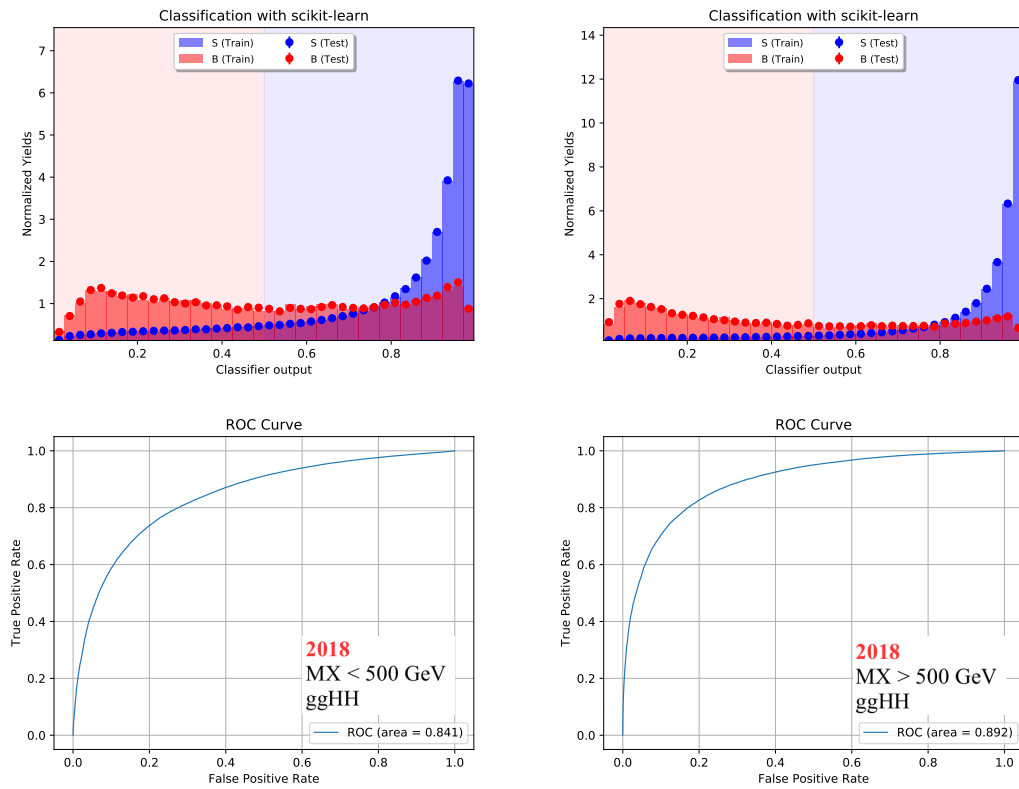 Classification with scikit-learn
S (Train) S (Test)
B (Train) B (Test)
Normalized Yields
7
6
5
4
3
2
1
0.2 0.4 0.6 0.8
Classifier output
Classification with scikit-learn
S (Train) S (Test)
B (Train) B (Test)
Normalized Yields
14
12
10
8
6
4
2
0.2 0.4 0.6 0.8
Classifier output
ROC Curve
True Positive Rate
1.0
0.8
0.6
0.4
0.2
0.0
2018
MX < 500 GeV
ggHH
ROC (area = 0.841)
0.0 0.2 0.4 0.6 0.8 1.0
False Positive Rate
ROC Curve
True Positive Rate
1.0
0.8
0.6
0.4
0.2
0.0
2018
MX > 500 GeV
ggHH
ROC (area = 0.892)
0.0 0.2 0.4 0.6 0.8 1.0
False Positive Rate